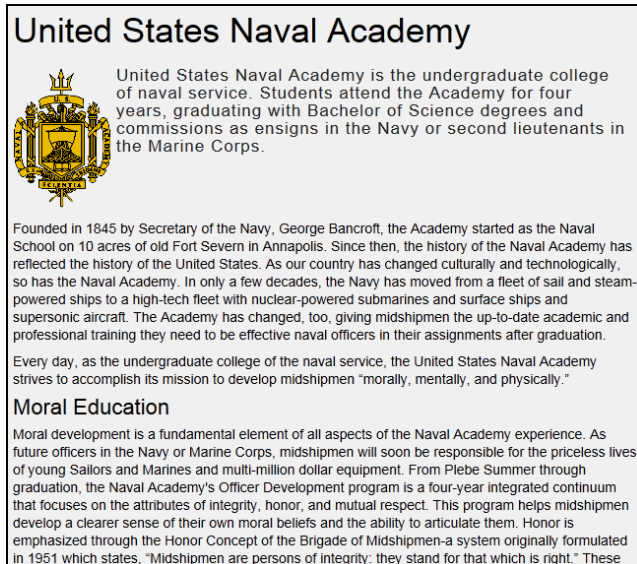 United States Naval Academy
United States Naval Academy is the undergraduate college
of naval service. Students attend the Academy for four
years, graduating with Bachelor of Science degrees and
commissions as ensigns in the Navy or second lieutenants in
the Marine Corps.
U.S.
NAVAL
ACADEMY
SCIENTIA
TRIDENS
Founded in 1845 by Secretary of the Navy, George Bancroft, the Academy started as the Naval
School on 10 acres of old Fort Severn in Annapolis. Since then, the history of the Naval Academy has
reflected the history of the United States. As our country has changed culturally and technologically,
so has the Naval Academy. In only a few decades, the Navy has moved from a fleet of sail and steam-
powered ships to a high-tech fleet with nuclear-powered submarines and surface ships and
supersonic aircraft. The Academy has changed, too, giving midshipmen the up-to-date academic and
professional training they need to be effective naval officers in their assignments after graduation.
Every day, as the undergraduate college of the naval service, the United States Naval Academy
strives to accomplish its mission to develop midshipmen “morally, mentally, and physically.”
Moral Education
Moral development is a fundamental element of all aspects of the Naval Academy experience. As
future officers in the Navy or Marine Corps, midshipmen will soon be responsible for the priceless lives
of young Sailors and Marines and multi-million dollar equipment. From Plebe Summer through
graduation, the Naval Academy's Officer Development program is a four-year integrated continuum
that focuses on the attributes of integrity, honor, and mutual respect. This program helps midshipmen
develop a clearer sense of their own moral beliefs and the ability to articulate them. Honor is
emphasized through the Honor Concept of the Brigade of Midshipmen-a system originally formulated
in 1951 which states, “Midshipmen are persons of integrity: they stand for that which is right.” These